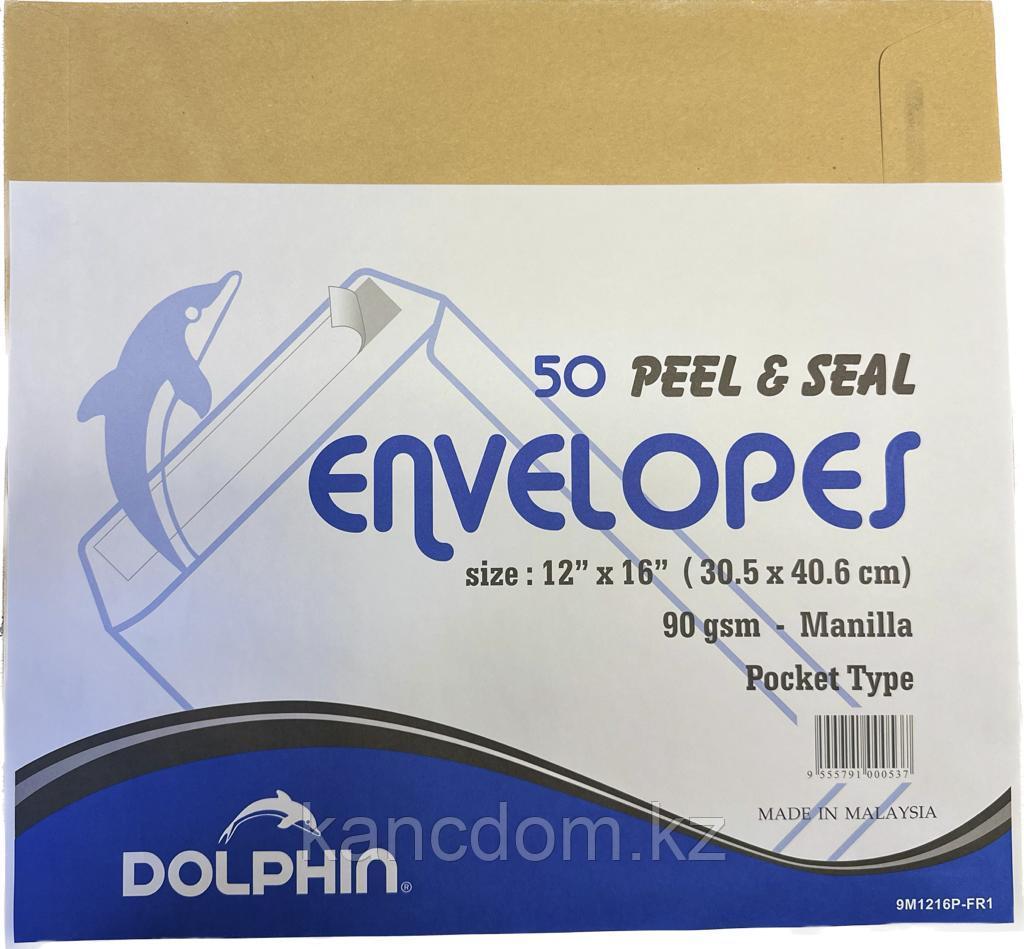 50 PEEL & SEAL
ENVELOPES
size : 12” x 16” ( 30.5 x 40.6 cm)
90 gsm - Manilla
Pocket Type
9 555791 000537
MADE IN MALAYSIA
kancdom.kz
DOLPHIN®
9M1216P-FR1